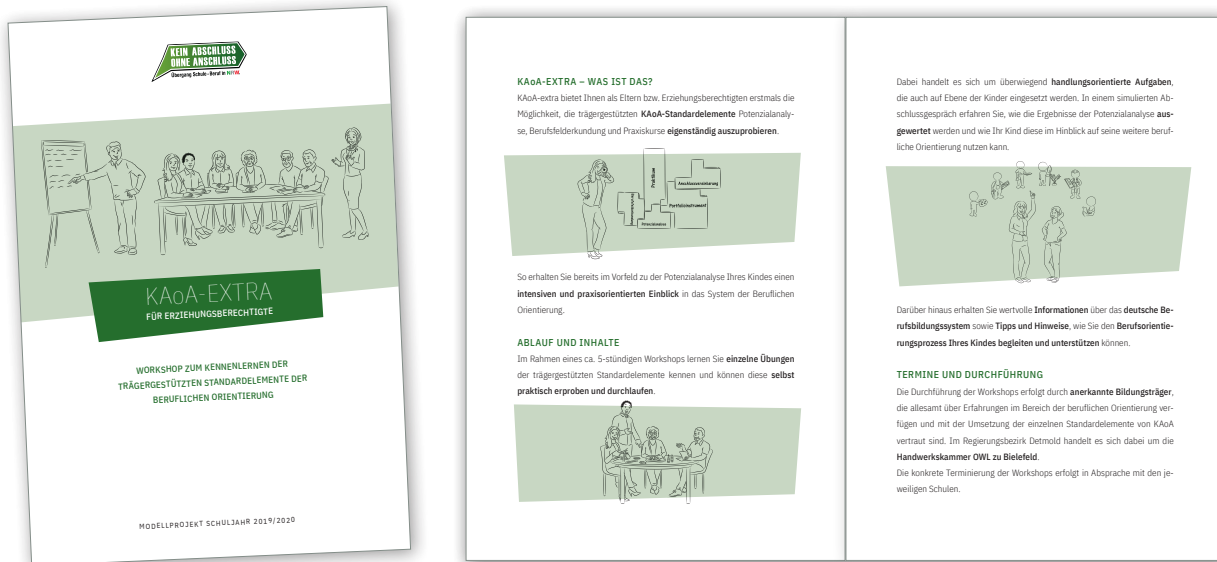 KEIN ABSCHLUSS
OHNE ANSCHLUSS
Übergang Schule-Beruf in NRW
KAoA-EXTRA
FÜR ERZIEHUNGSBERECHTIGTE
WORKSHOP ZUM KENNENLERNEN DER
TRÄGERGESTÜTZTEN STANDARDELEMENTE DER
BERUFLICHEN ORIENTIERUNG
MODELLPROJEKT SCHULJAHR 2019/2020
KAoA-EXTRA – WAS IST DAS?
KAoA-extra bietet Ihnen als Eltern bzw. Erziehungsberechtigten erstmals die
Möglichkeit, die trägergestützten KAoA-Standardelemente Potenzialanaly-
se, Berufsfelderkundung und Praxiskurse eigenständig auszuprobieren.
Praktikum
Anschlussvereinbarung
Portfolioinstrument
Potenzialanalyse
So erhalten Sie bereits im Vorfeld zu der Potenzialanalyse Ihres Kindes einen
intensiven und praxisorientierten Einblick in das System der Beruflichen
Orientierung.
ABLAUF UND INHALTE
Im Rahmen eines ca. 5-stündigen Workshops lernen Sie einzelne Übungen
der trägergestützten Standardelemente kennen und können diese selbst
praktisch erproben und durchlaufen.
Dabei handelt es sich um überwiegend handlungsorientierte Aufgaben,
die auch auf Ebene der Kinder eingesetzt werden. In einem simulierten Ab-
schlussgespräch erfahren Sie, wie die Ergebnisse der Potenzialanalyse aus-
gewertet werden und wie Ihr Kind diese im Hinblick auf seine weitere beruf-
liche Orientierung nutzen kann.
Darüber hinaus erhalten Sie wertvolle Informationen über das deutsche Be-
rufsbildungssystem sowie Tipps und Hinweise, wie Sie den Berufsorientie-
rungsprozess Ihres Kindes begleiten und unterstützen können.
TERMINE UND DURCHFÜHRUNG
Die Durchführung der Workshops erfolgt durch anerkannte Bildungsträger,
die allesamt über Erfahrungen im Bereich der beruflichen Orientierung ver-
fügen und mit der Umsetzung der einzelnen Standardelemente von KAoA
vertraut sind. Im Regierungsbezirk Detmold handelt es sich dabei um die
Handwerkskammer OWL zu Bielefeld.
Die konkrete Terminierung der Workshops erfolgt in Absprache mit den je-
weiligen Schulen.